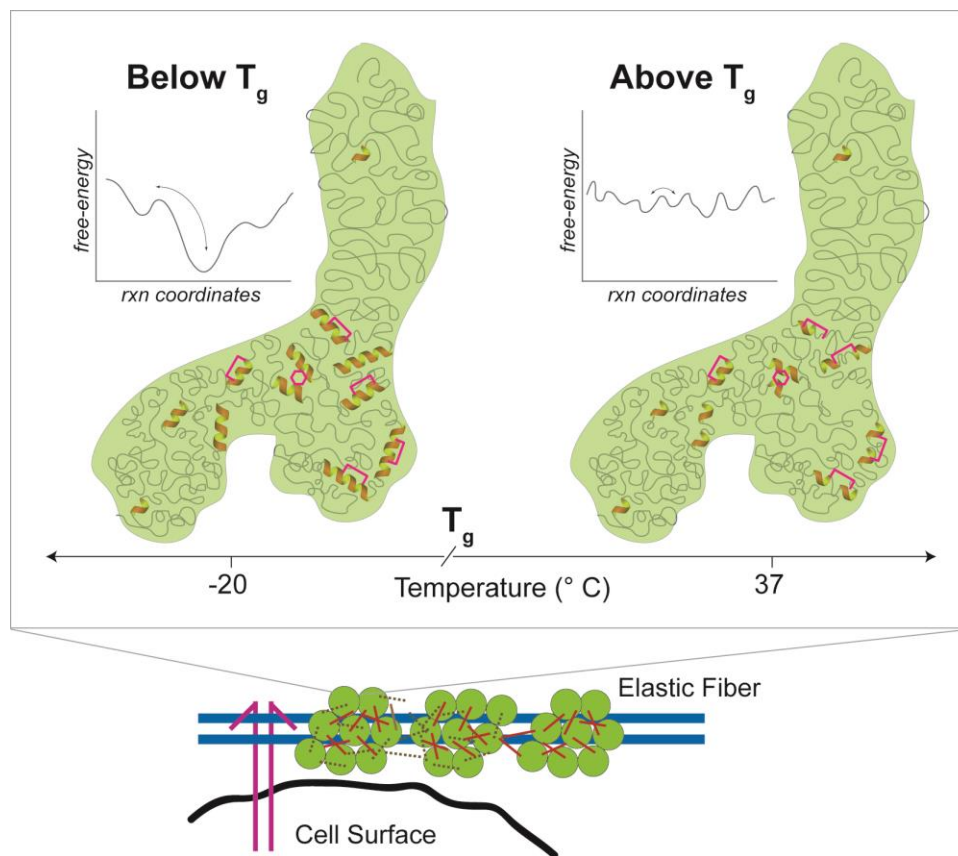 Below Tg
free-energy
rxn coordinates
Above Tg
free-energy
rxn coordinates
Tg
-20
Temperature (° C)
37
Elastic Fiber
Cell Surface